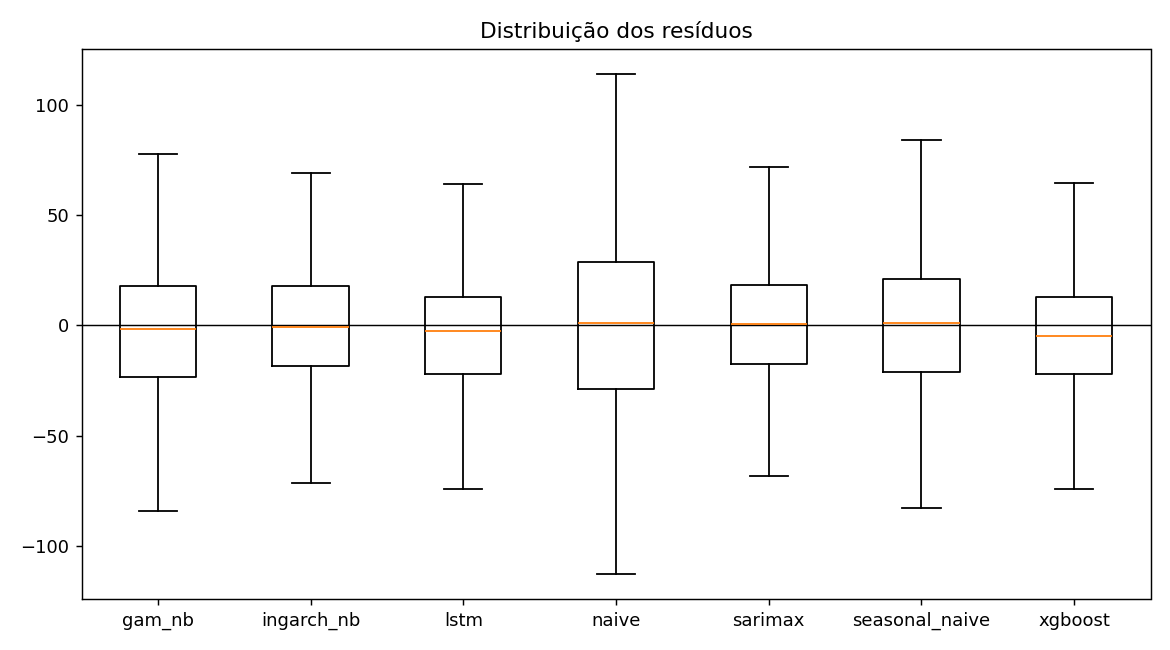 Distribuição dos resíduos
100
50
0
−50
−100
gam_nb ingarch_nb lstm naive sarimax seasonal_naive xgboost